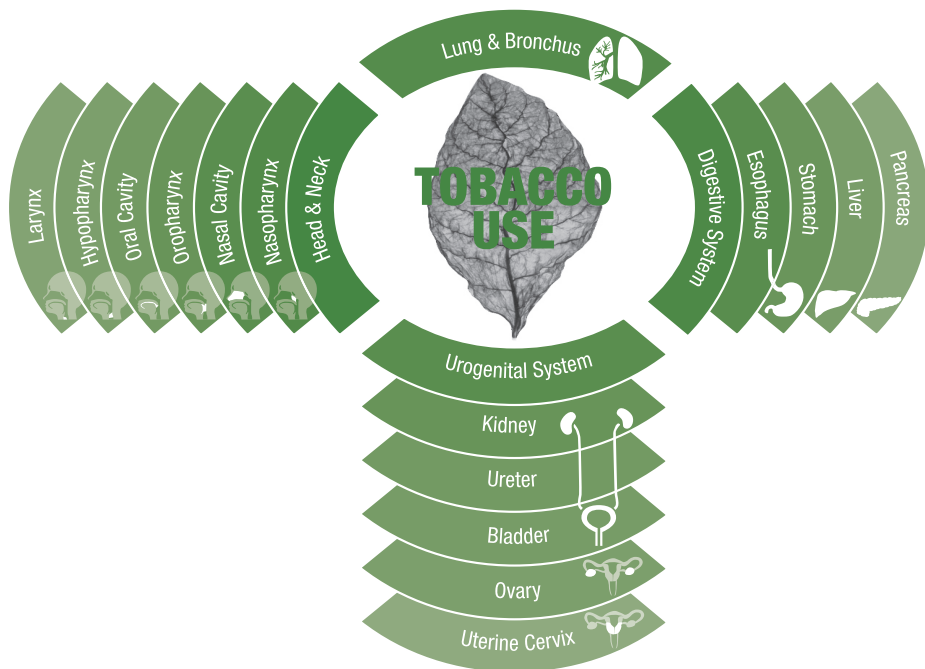 Lung & Bronchus
TOBACCO
USE
Larynx
Hypopharynx
Oral Cavity
Oropharynx
Nasal Cavity
Nasopharynx
Head & Neck
Digestive System
Esophagus
Stomach
Liver
Pancreas
Urogenital System
Kidney
Ureter
Bladder
Ovary
Uterine Cervix